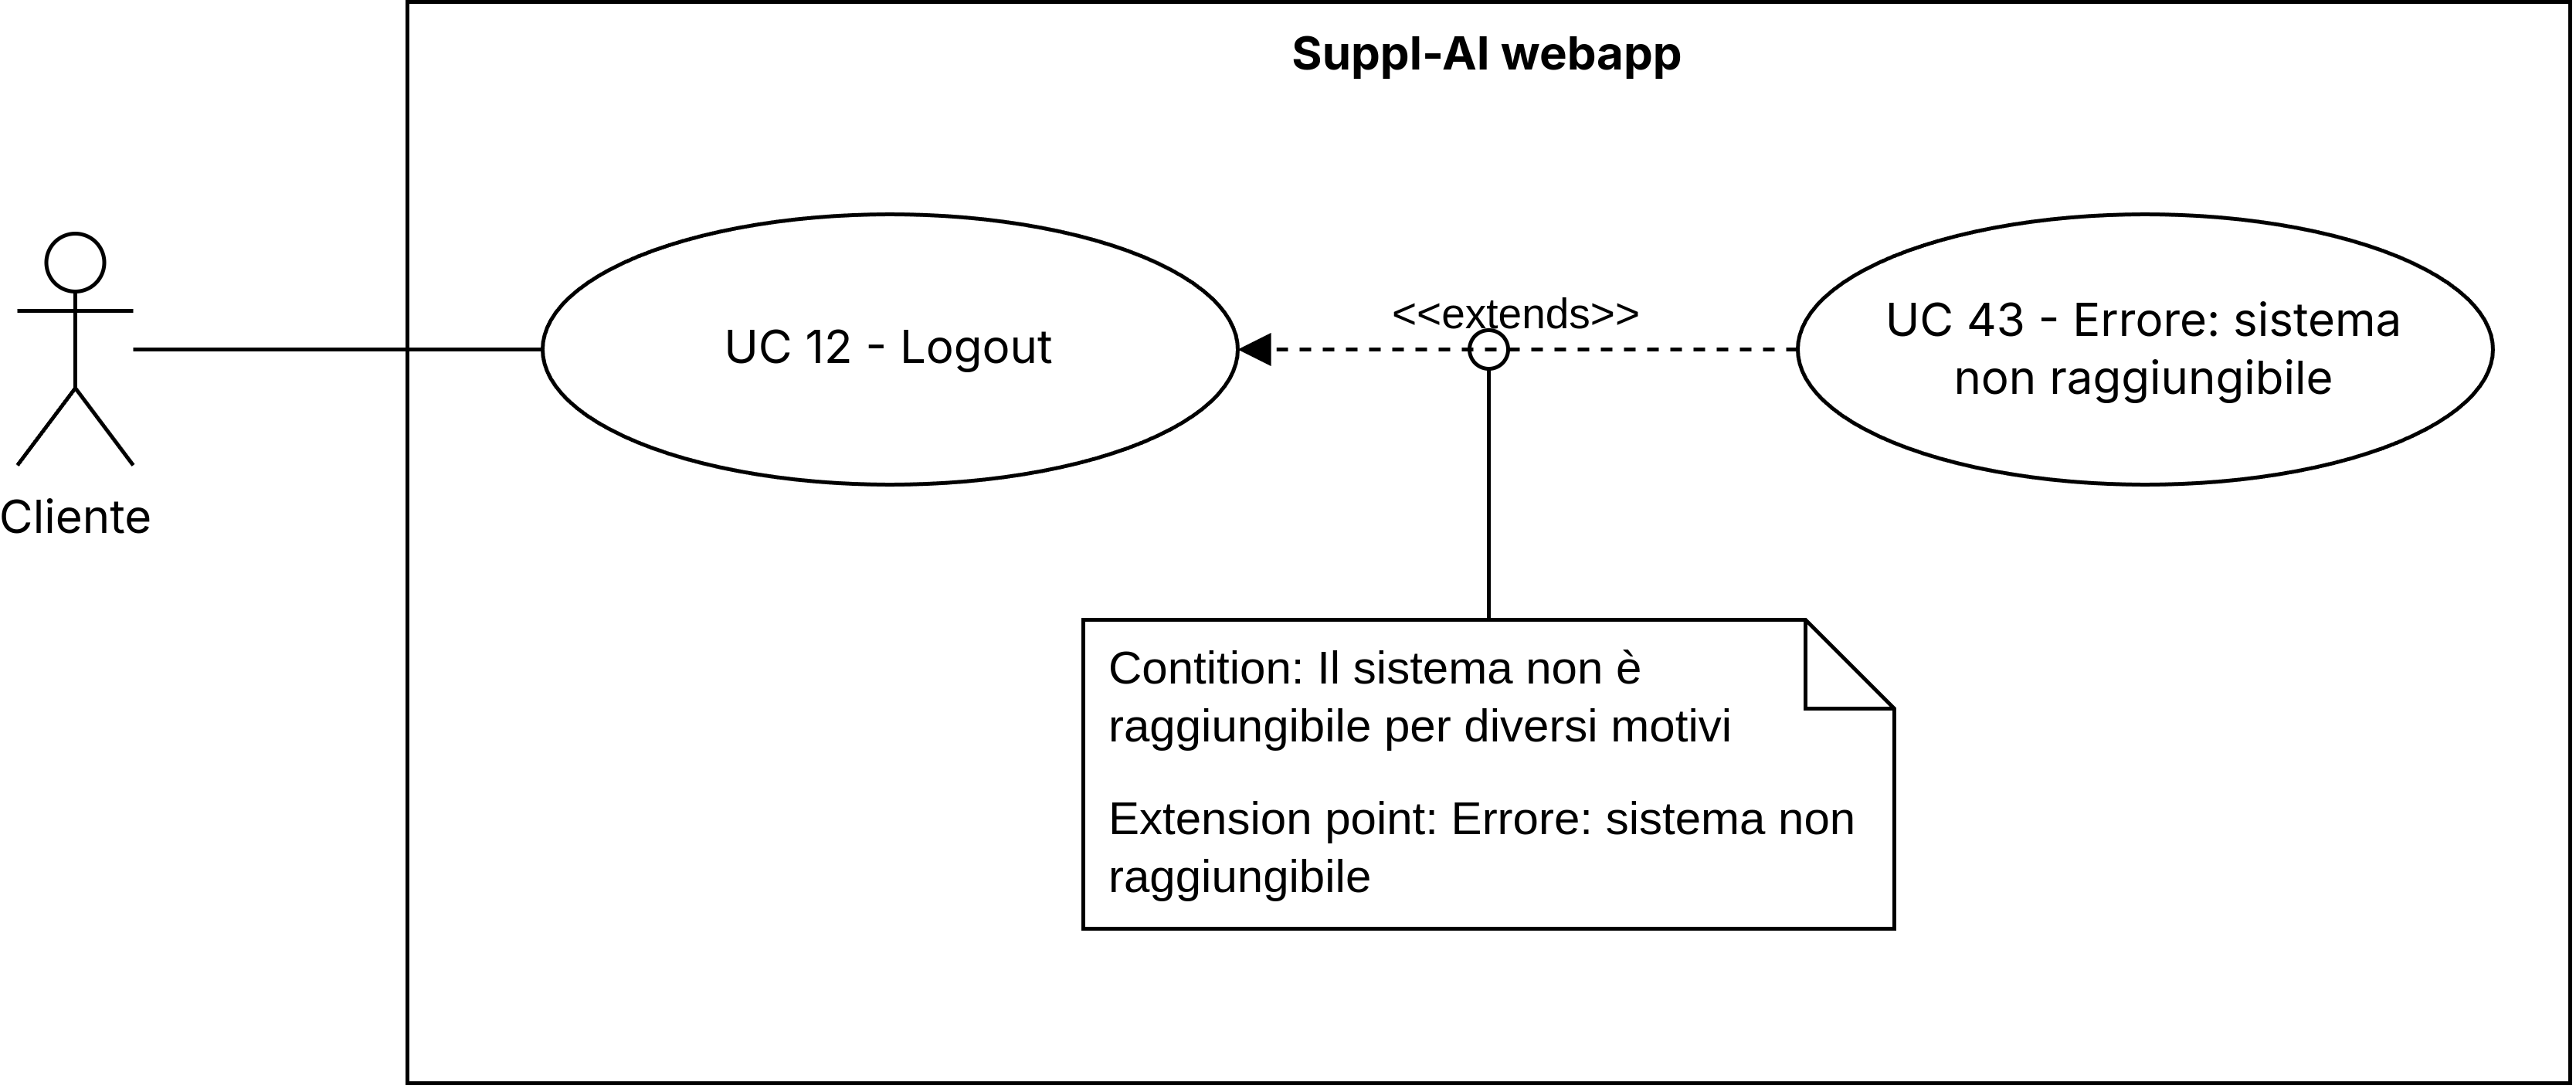 Suppl-AI webapp
Cliente
UC 12 - Logout
<<extends>>
UC 43 - Errore: sistema
non raggiungibile
Contition: Il sistema non è
raggiungibile per diversi motivi
Extension point: Errore: sistema non
raggiungibile